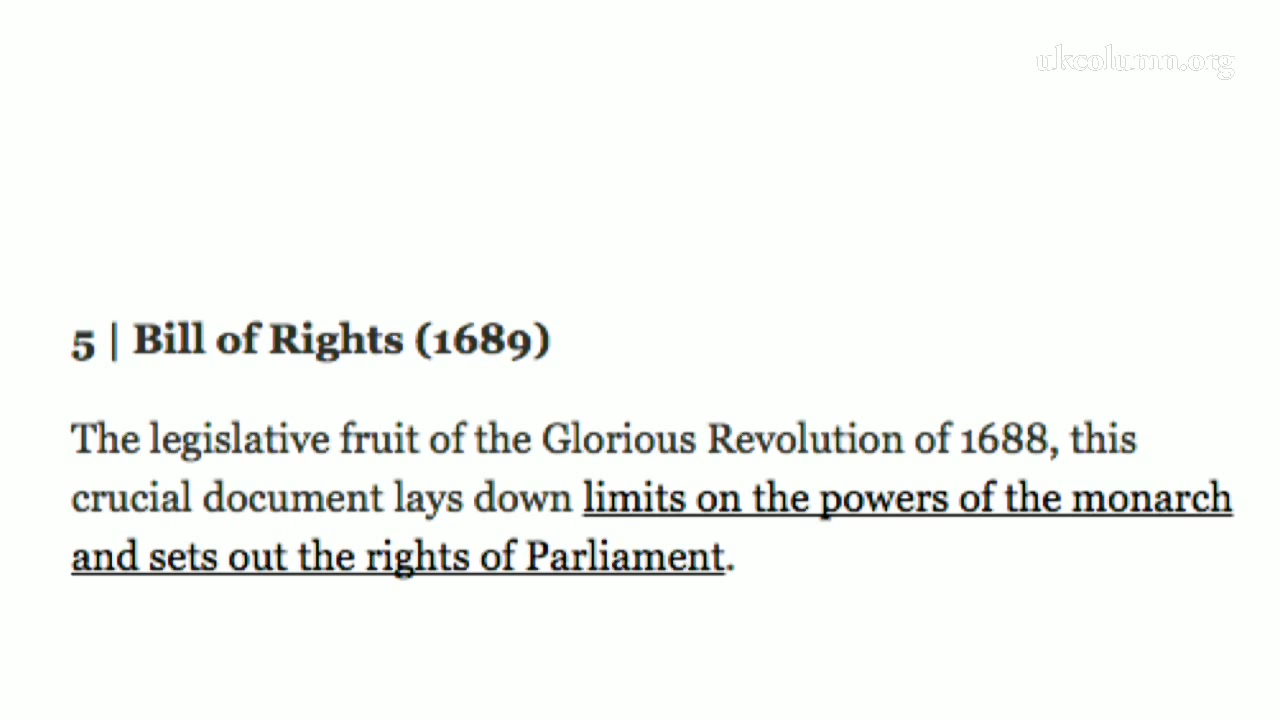 ukcolumn.org
5 | Bill of Rights (1689)
The legislative fruit of the Glorious Revolution of 1688, this
crucial document lays down limits on the powers of the monarch
and sets out the rights of Parliament.